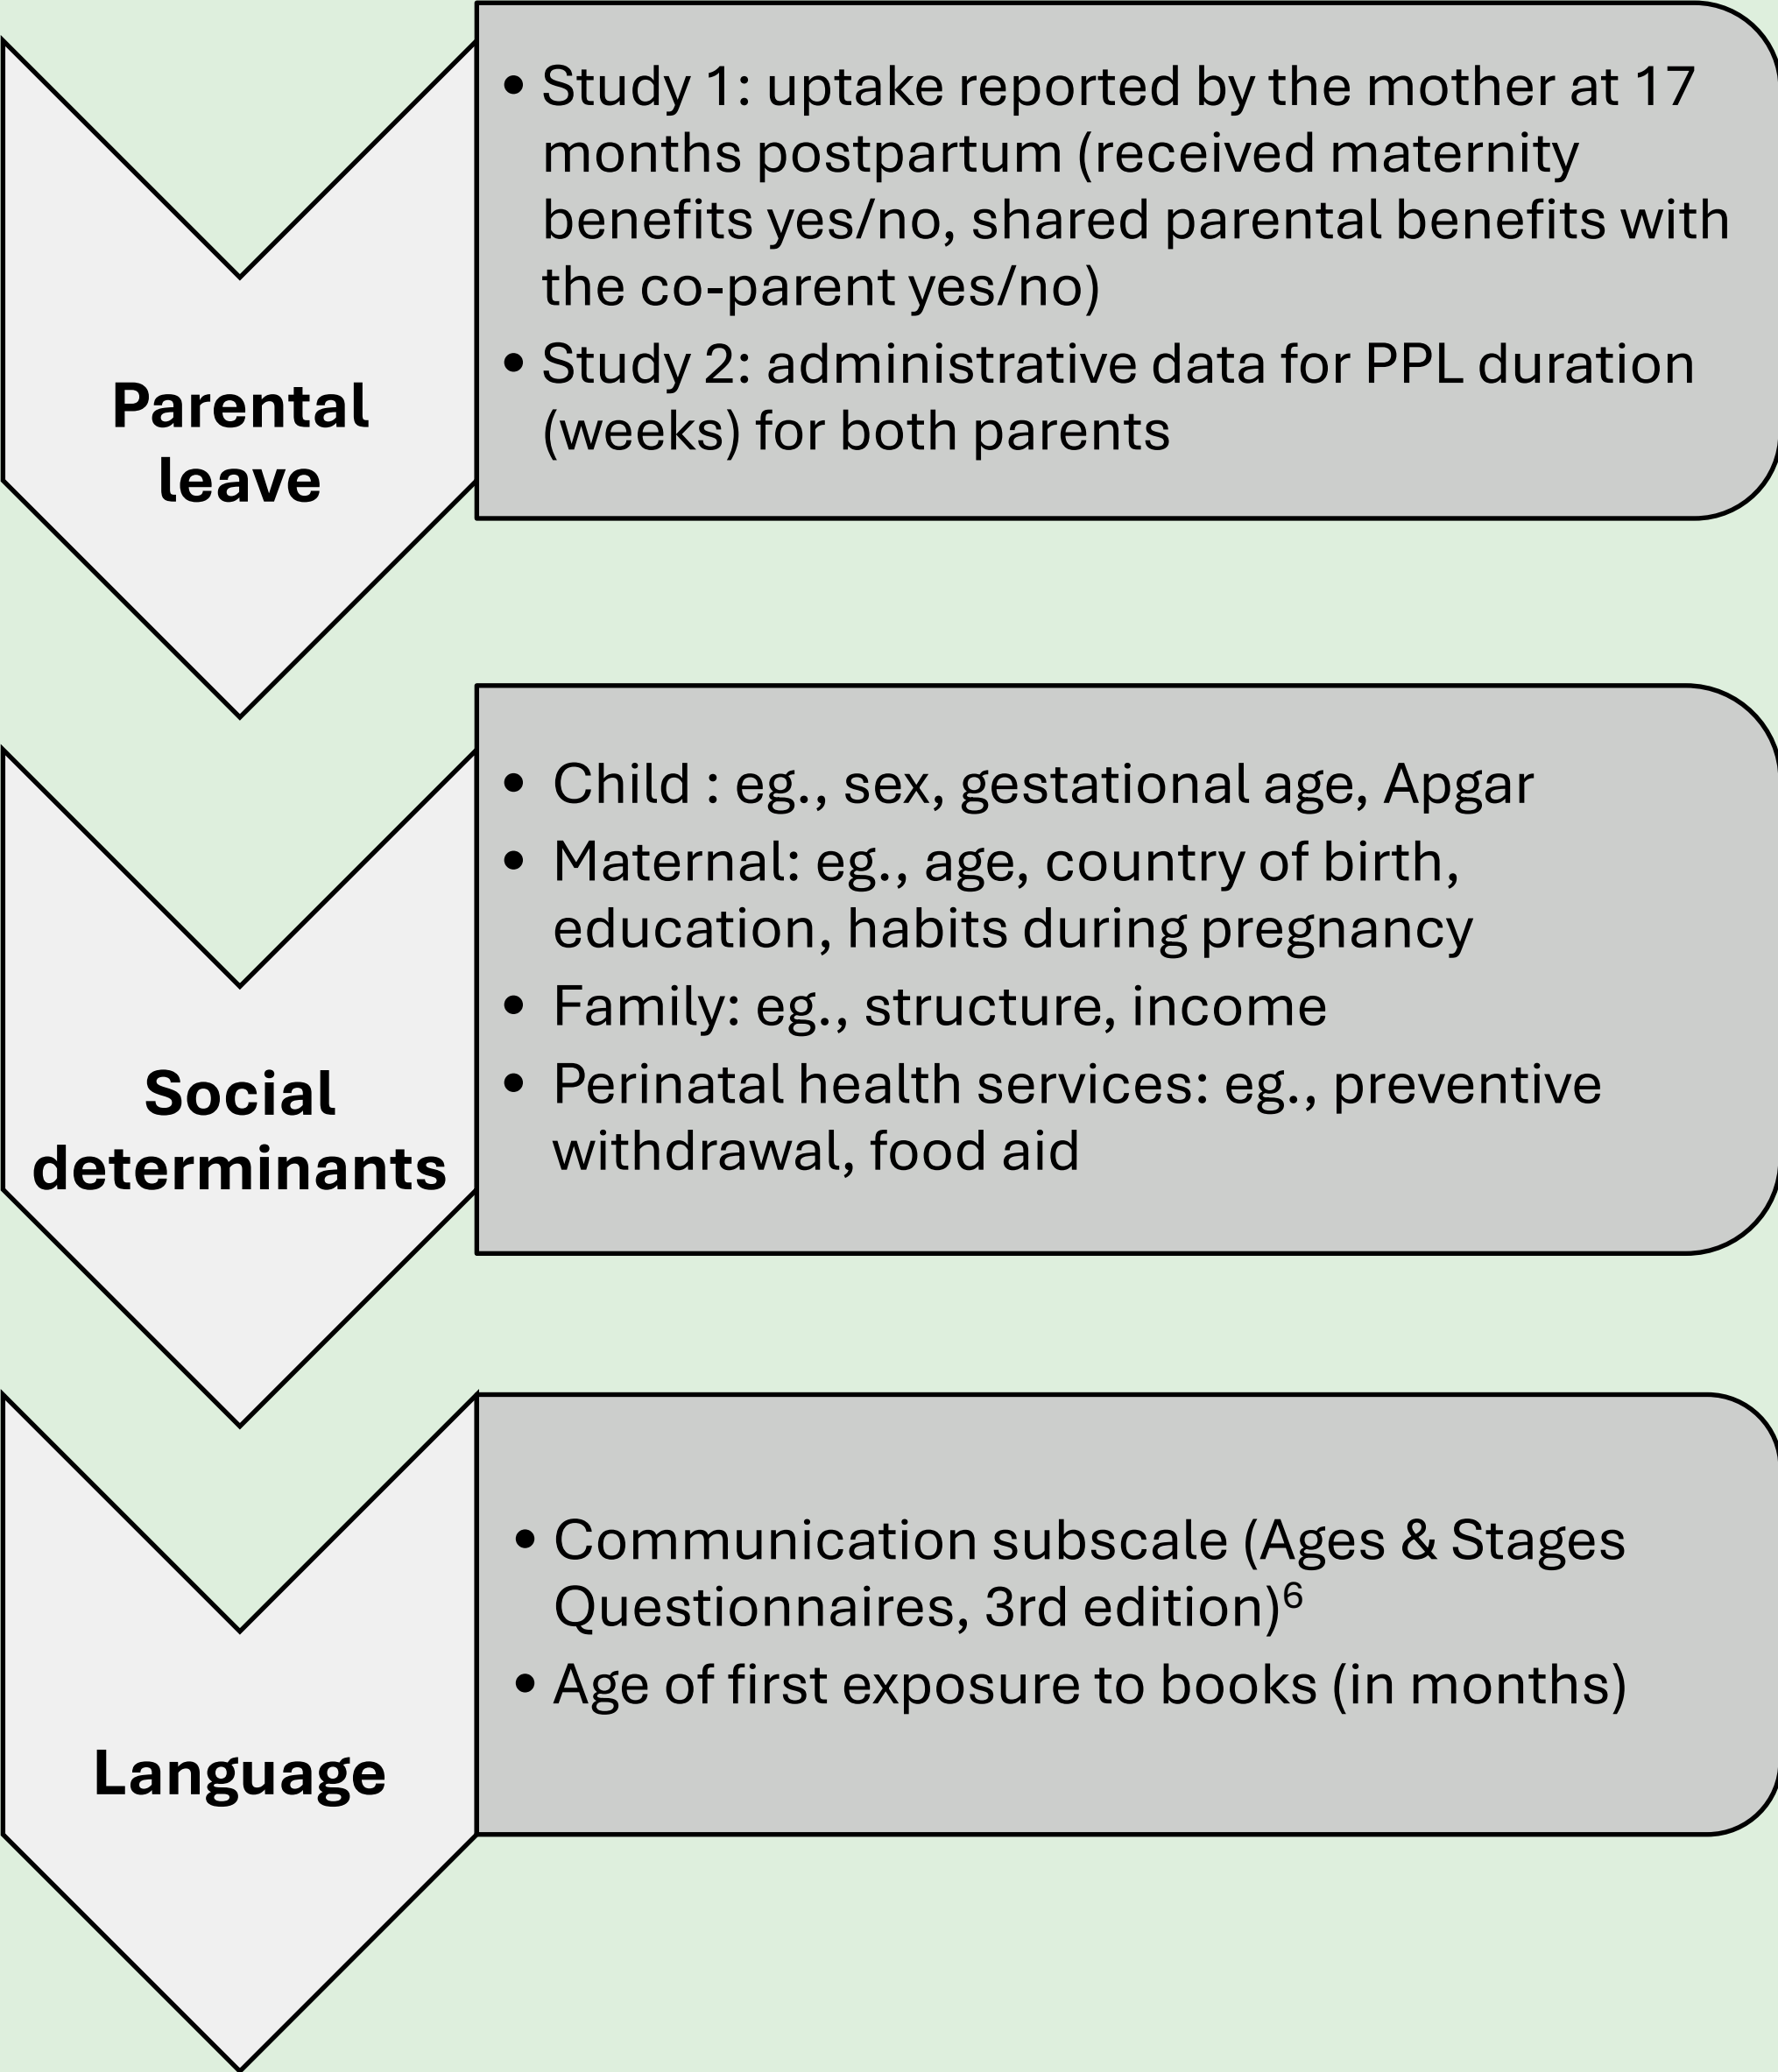 Parental
leave
• Study 1: uptake reported by the mother at 17
months postpartum (received maternity
benefits yes/no, shared parental benefits with
the co-parent yes/no)
• Study 2: administrative data for PPL duration
(weeks) for both parents
Social
determinants
• Child : eg., sex, gestational age, Apgar
• Maternal: eg., age, country of birth,
education, habits during pregnancy
• Family: eg., structure, income
• Perinatal health services: eg., preventive
withdrawal, food aid
Language
• Communication subscale (Ages & Stages
Questionnaires, 3rd edition)⁶
• Age of first exposure to books (in months)